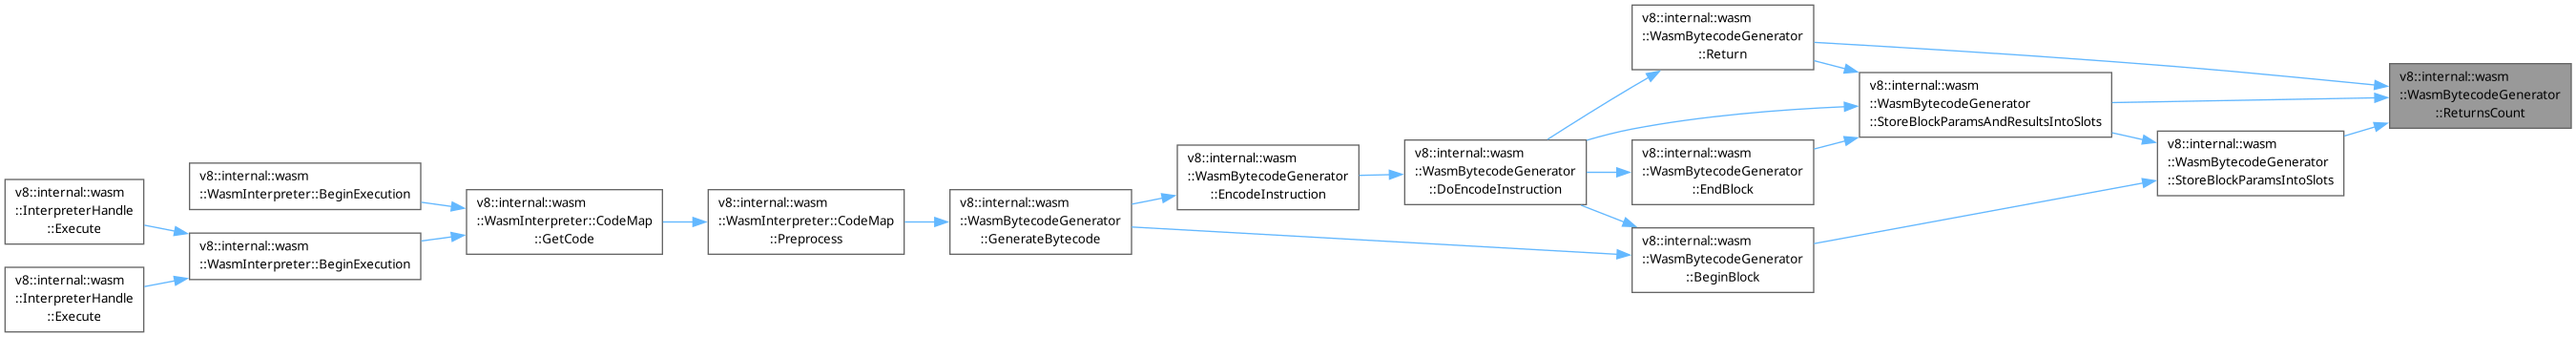 v8::internal::wasm
::InterpreterHandle
::Execute
v8::internal::wasm
::InterpreterHandle
::Execute
v8::internal::wasm
::WasmInterpreter::BeginExecution
v8::internal::wasm
::WasmInterpreter::BeginExecution
v8::internal::wasm
::WasmInterpreter::CodeMap
::GetCode
v8::internal::wasm
::WasmInterpreter::CodeMap
::Preprocess
v8::internal::wasm
::WasmBytecodeGenerator
::GenerateBytecode
v8::internal::wasm
::WasmBytecodeGenerator
::EncodeInstruction
v8::internal::wasm
::WasmBytecodeGenerator
::DoEncodeInstruction
v8::internal::wasm
::WasmBytecodeGenerator
::Return
v8::internal::wasm
::WasmBytecodeGenerator
::EndBlock
v8::internal::wasm
::WasmBytecodeGenerator
::BeginBlock
v8::internal::wasm
::WasmBytecodeGenerator
::StoreBlockParamsAndResultsIntoSlots
v8::internal::wasm
::WasmBytecodeGenerator
::StoreBlockParamsIntoSlots
v8::internal::wasm
::WasmBytecodeGenerator
::ReturnsCount